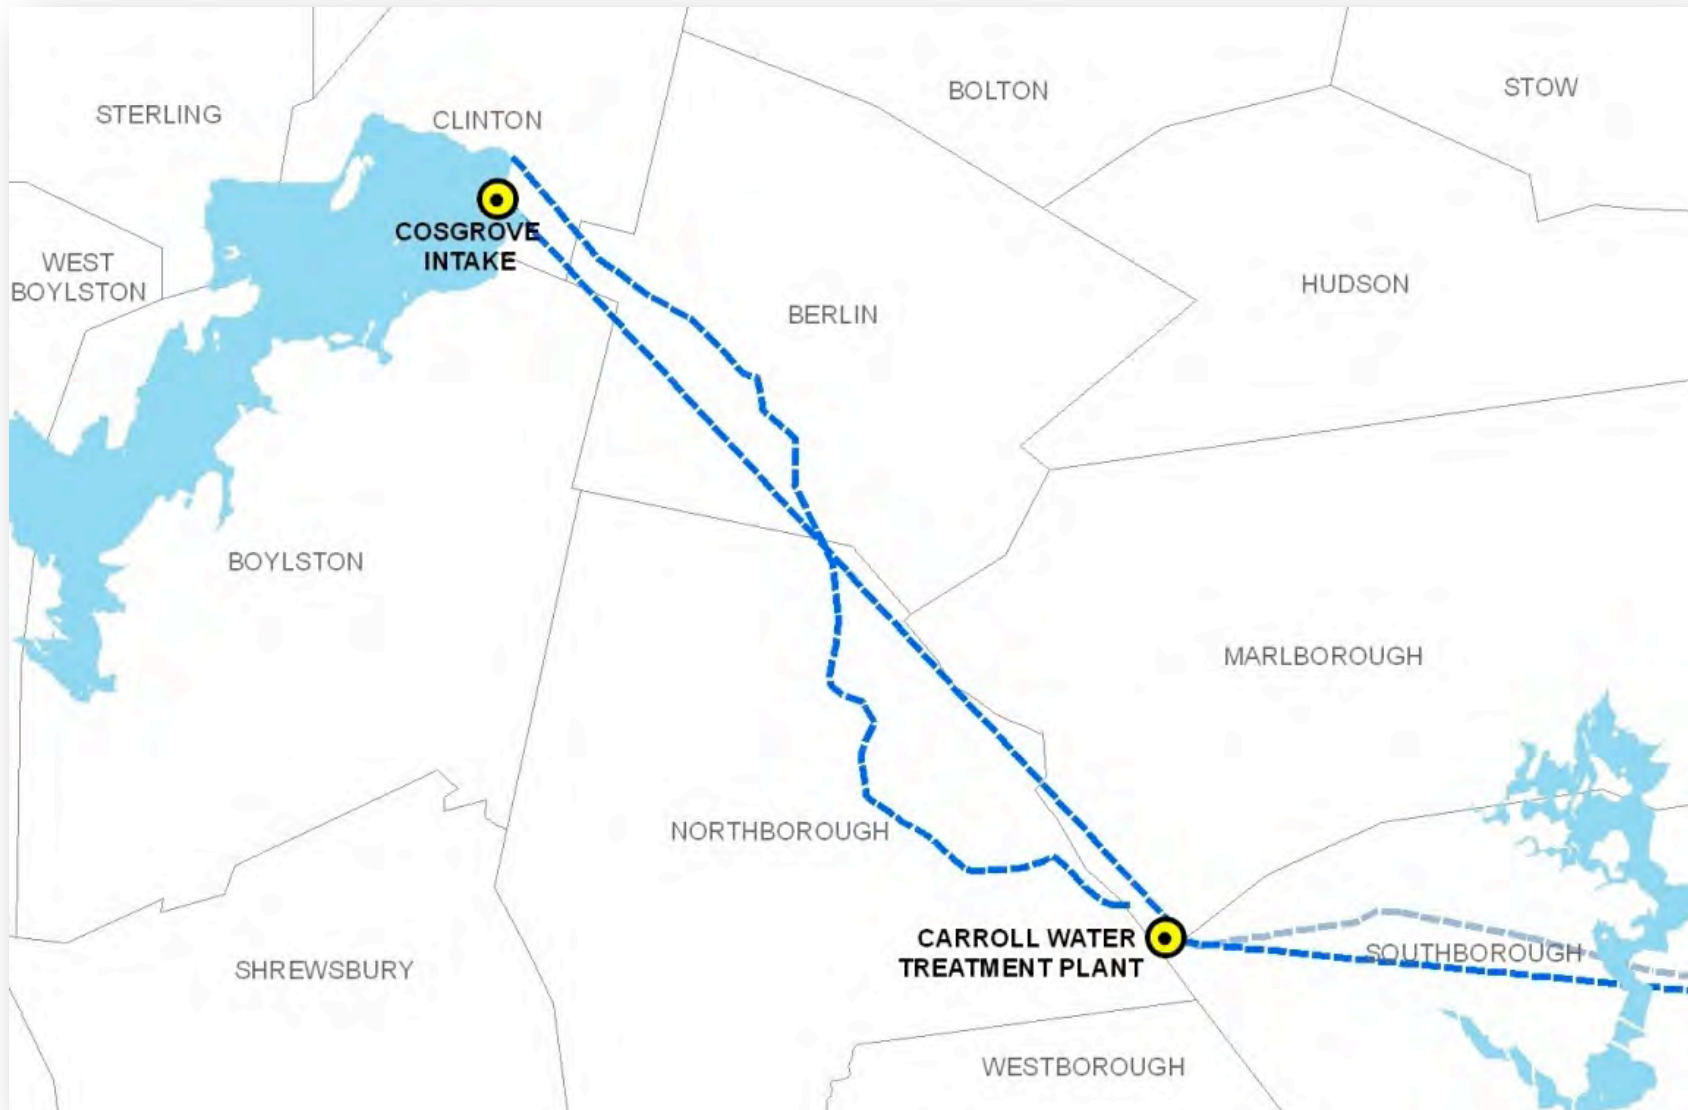 STERLING
CLINTON
BOLTON
STOW
COSGROVE
INTAKE
WEST
BOYLSTON
BERLIN
HUDSON
BOYLSTON
MARLBOROUGH
NORTHBOROUGH
CARROLL WATER
TREATMENT PLANT
SOUTHBOROUGH
SHREWSBURY
WESTBOROUGH